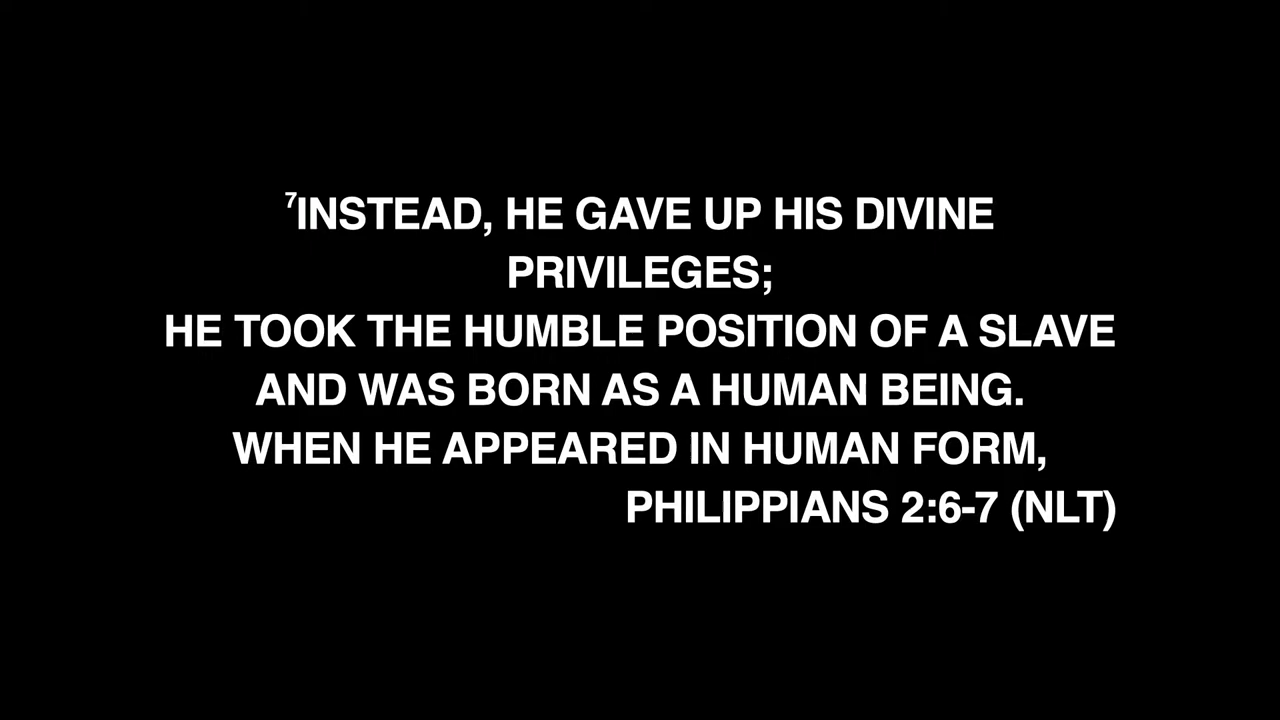 ⁷INSTEAD, HE GAVE UP HIS DIVINE
PRIVILEGES;
HE TOOK THE HUMBLE POSITION OF A SLAVE
AND WAS BORN AS A HUMAN BEING.
WHEN HE APPEARED IN HUMAN FORM,
PHILIPPIANS 2:6-7 (NLT)